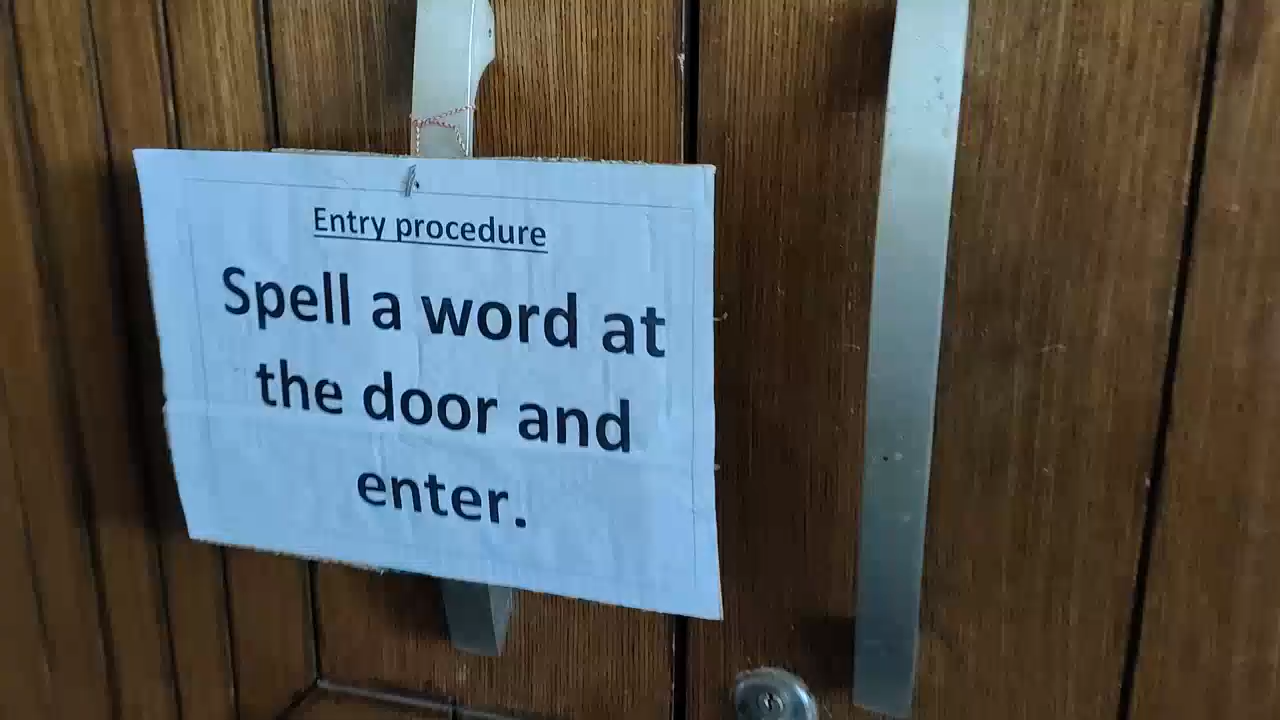 Entry procedure
Spell a word at
the door and
enter.